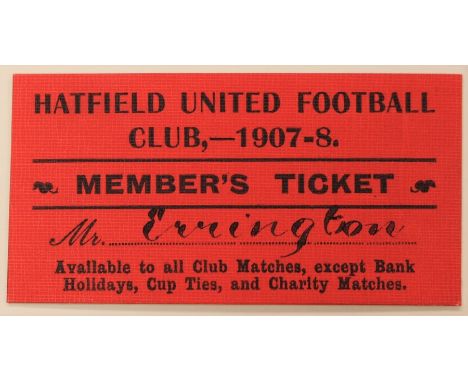 HATFIELD UNITED FOOTBALL
CLUB,—1907-8.
MEMBER'S TICKET
Mr. Errington
Available to all Club Matches, except Bank
Holidays, Cup Ties, and Charity Matches.